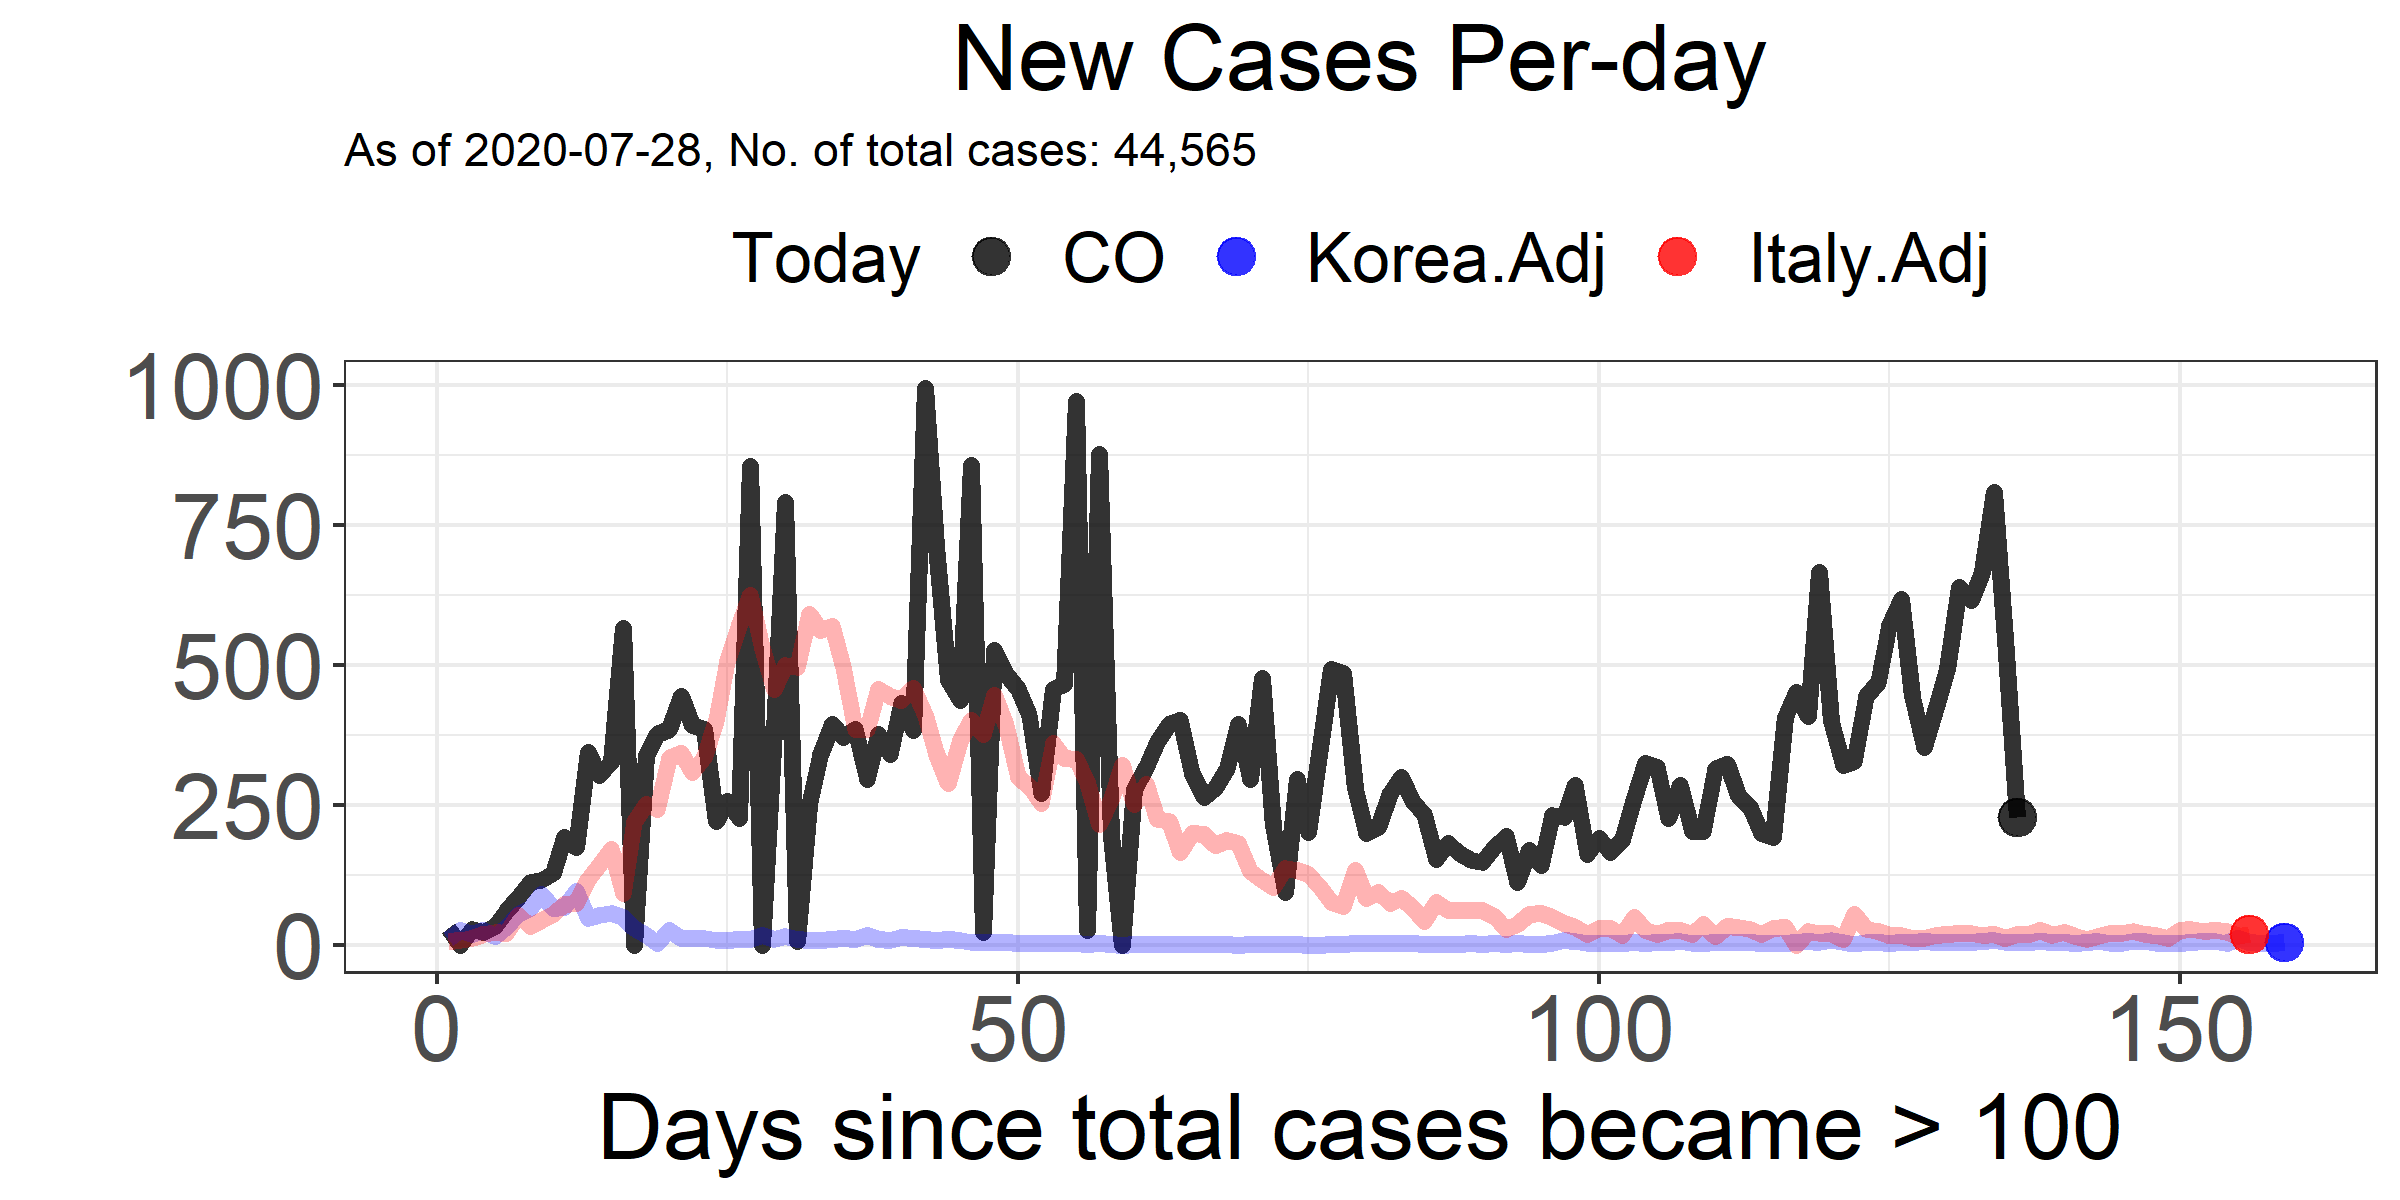 New Cases Per-day
As of 2020-07-28, No. of total cases: 44,565
Today CO Korea.Adj Italy.Adj
1000
750
500
250
0
0 50 100 150
Days since total cases became > 100